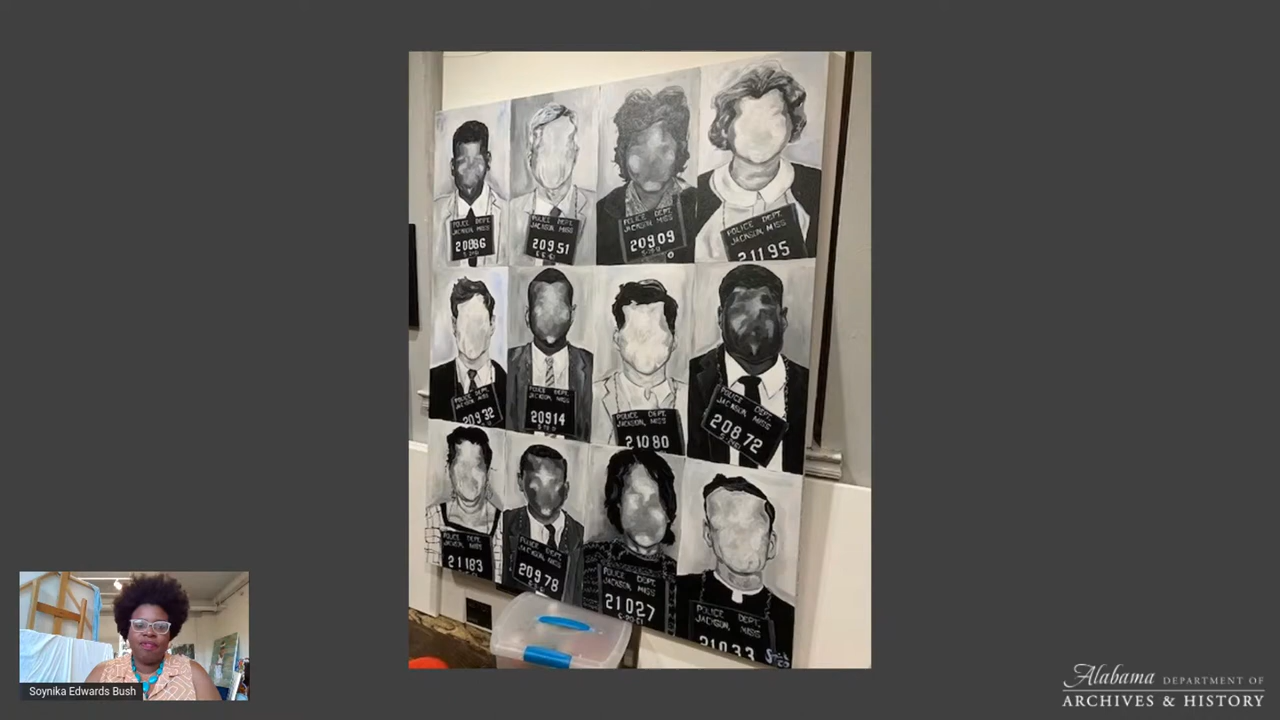 POLICE DEPT.
JACKSON, MISS
20986
POLICE DEPT.
JACKSON, MISS
20951
POLICE DEPT.
JACKSON, MISS
20909
POLICE DEPT.
JACKSON, MISS
21195
POLICE DEPT.
JACKSON, MISS
20932
POLICE DEPT.
JACKSON, MISS
20914
POLICE DEPT.
JACKSON, MISS
21080
POLICE DEPT.
JACKSON, MISS
20872
POLICE DEPT.
JACKSON, MISS
21183
POLICE DEPT.
JACKSON, MISS
20978
POLICE DEPT.
JACKSON MISS
21027
POLICE DEPT.
JACKSON, MISS
21033
Soynika Edwards Bush
Alabama DEPARTMENT OF
ARCHIVES & HISTORY